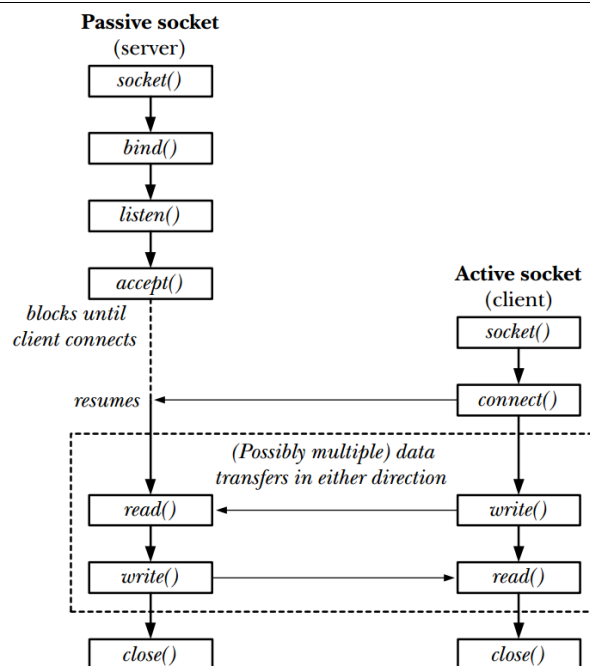 Passive socket
(server)
socket()
bind()
listen()
accept()
blocks until
client connects
resumes
Active socket
(client)
socket()
connect()
(Possibly multiple) data
transfers in either direction
read()
write()
write()
read()
close()
close()